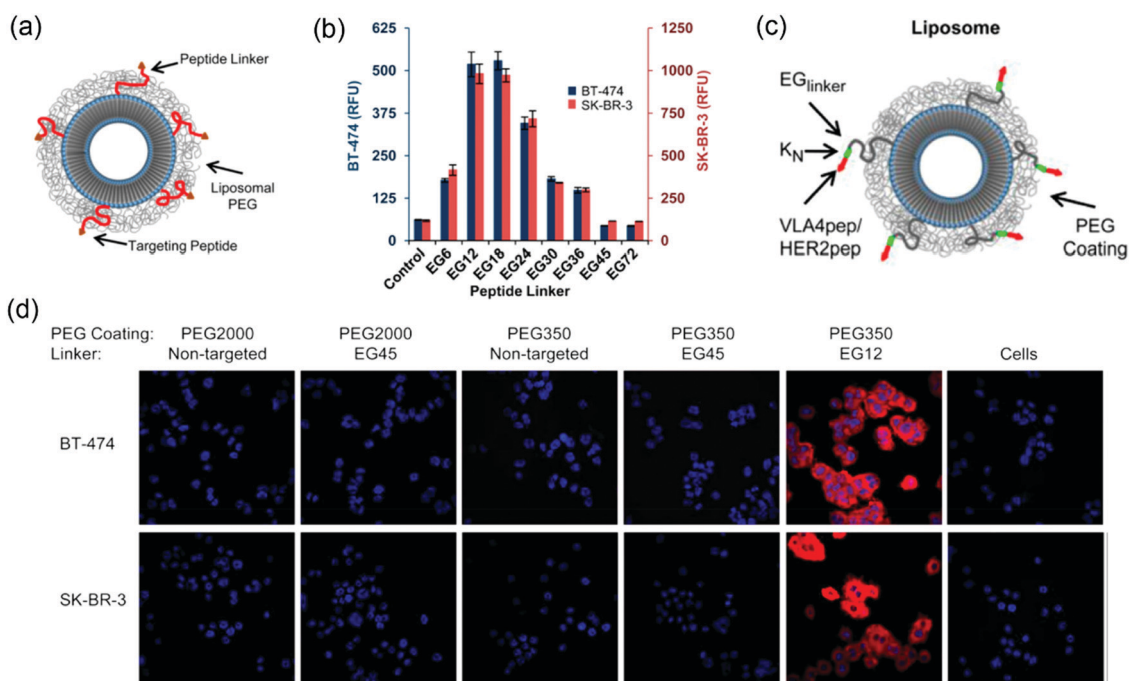 (a)
Peptide Linker
Liposomal
PEG
Targeting Peptide
(b)
BT-474 (RFU)
625
500
375
250
125
0
BT-474
SK-BR-3
1250
1000
750
500
250
0
SK-BR-3 (RFU)
Control
EG6
EG12
EG18
EG24
EG30
EG36
EG45
EG72
Peptide Linker
(c)
Liposome
EGlinker
KN
VLA4pep/
HER2pep
PEG
Coating
(d)
PEG Coating: PEG2000 PEG2000 PEG350 PEG350 PEG350
Linker: Non-targeted EG45 Non-targeted EG45 EG12 Cells
BT-474
SK-BR-3